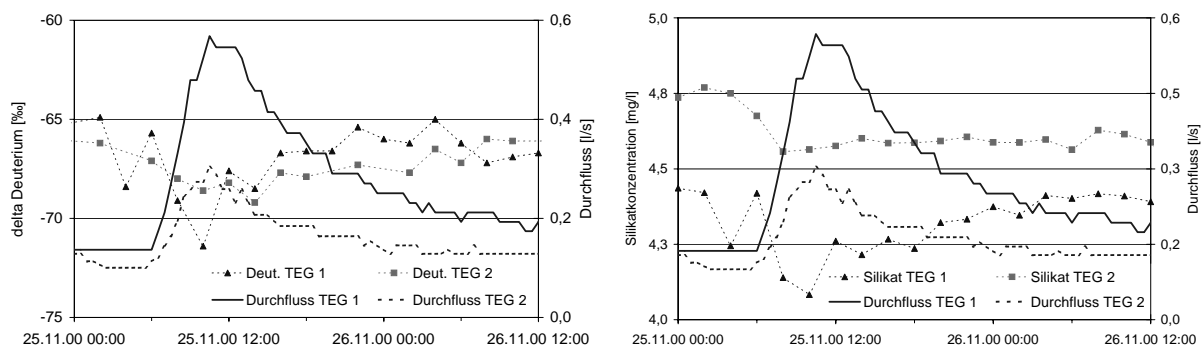 -60
-65
-70
-75
delta Deuterium [‰]
0,6
0,4
0,2
0,0
Durchfluss [l/s]
Deut. TEG 1
Deut. TEG 2
Durchfluss TEG 1
Durchfluss TEG 2
25.11.00 00:00
25.11.00 12:00
26.11.00 00:00
26.11.00 12:00
5,0
4,8
4,5
4,3
4,0
Silikatkonzentration [mg/l]
0,6
0,5
0,3
0,2
0,0
Durchfluss [l/s]
Silikat TEG 1
Silikat TEG 2
Durchfluss TEG 1
Durchfluss TEG 2
25.11.00 00:00
25.11.00 12:00
26.11.00 00:00
26.11.00 12:00